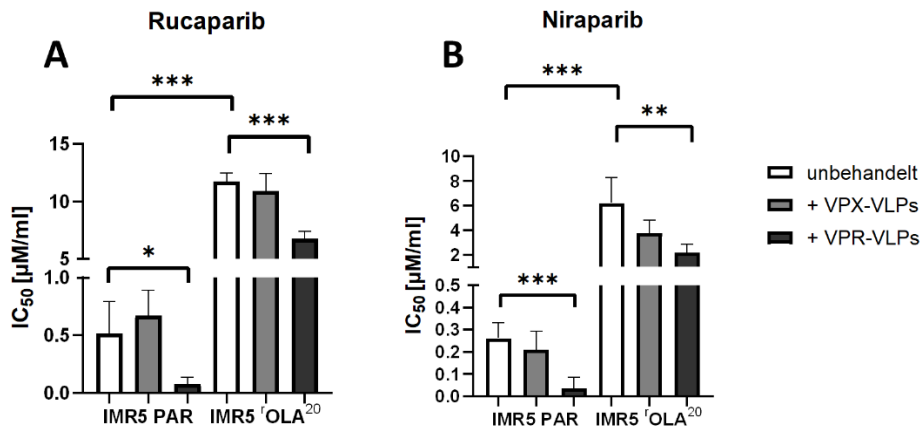 Rucaparib
A
***
***
15
10
5
1.0
0.5
0.0
*
IC50 [µM/ml]
IMR5 PAR
IMR5 rOLA20
Niraparib
B
***
**
10
8
6
4
2
0.5
0.4
0.3
0.2
0.1
0.0
***
IC50 [µM/ml]
IMR5 PAR
IMR5 rOLA20
unbehandelt
+ VPX-VLPs
+ VPR-VLPs